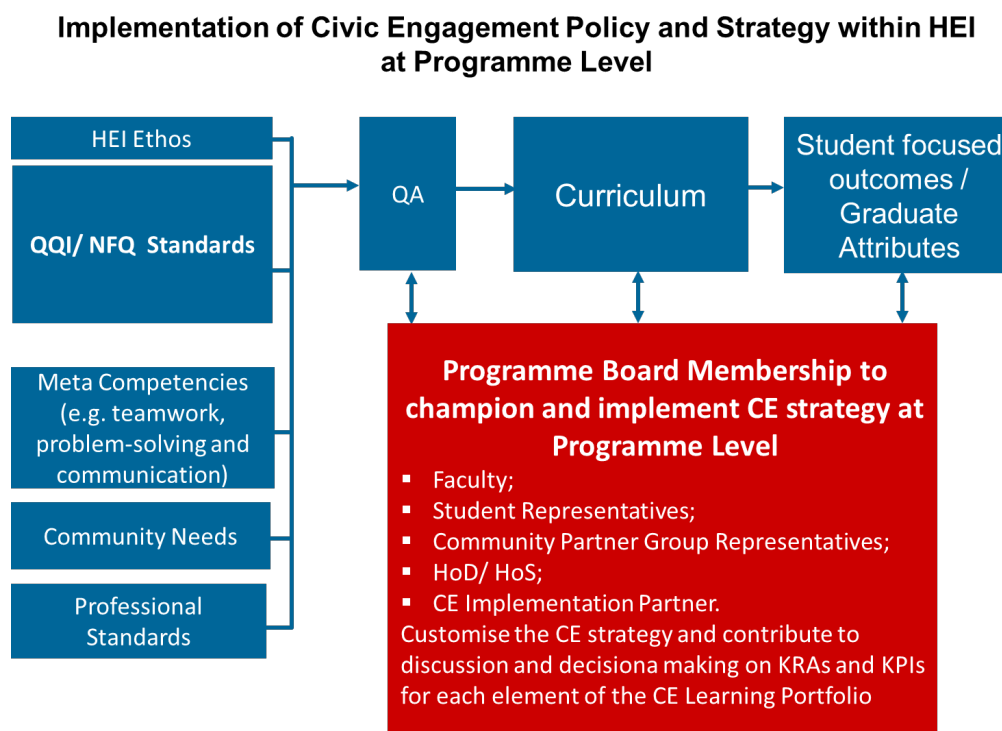 Implementation of Civic Engagement Policy and Strategy within HEI
at Programme Level
HEI Ethos
QQI/ NFQ Standards
Meta Competencies
(e.g. teamwork,
problem-solving and
communication)
Community Needs
Professional
Standards
QA
Curriculum
Student focused
outcomes /
Graduate
Attributes
Programme Board Membership to
champion and implement CE strategy at
Programme Level
▪ Faculty;
▪ Student Representatives;
▪ Community Partner Group Representatives;
▪ HoD/ HoS;
▪ CE Implementation Partner.
Customise the CE strategy and contribute to
discussion and decisiona making on KRAs and KPIs
for each element of the CE Learning Portfolio